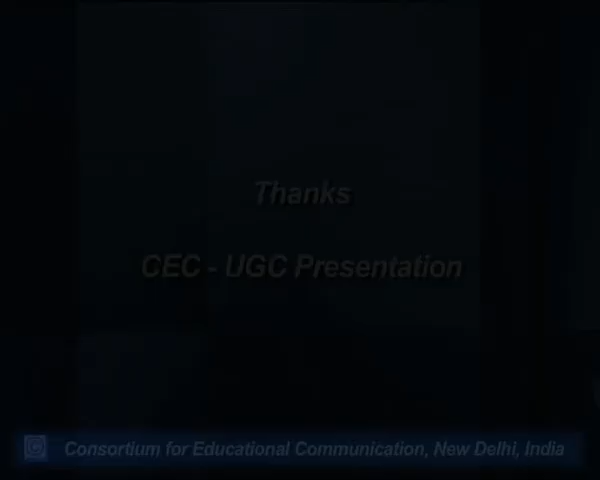 Thanks
CEC - UGC Presentation
Consortium for Educational Communication, New Delhi, India